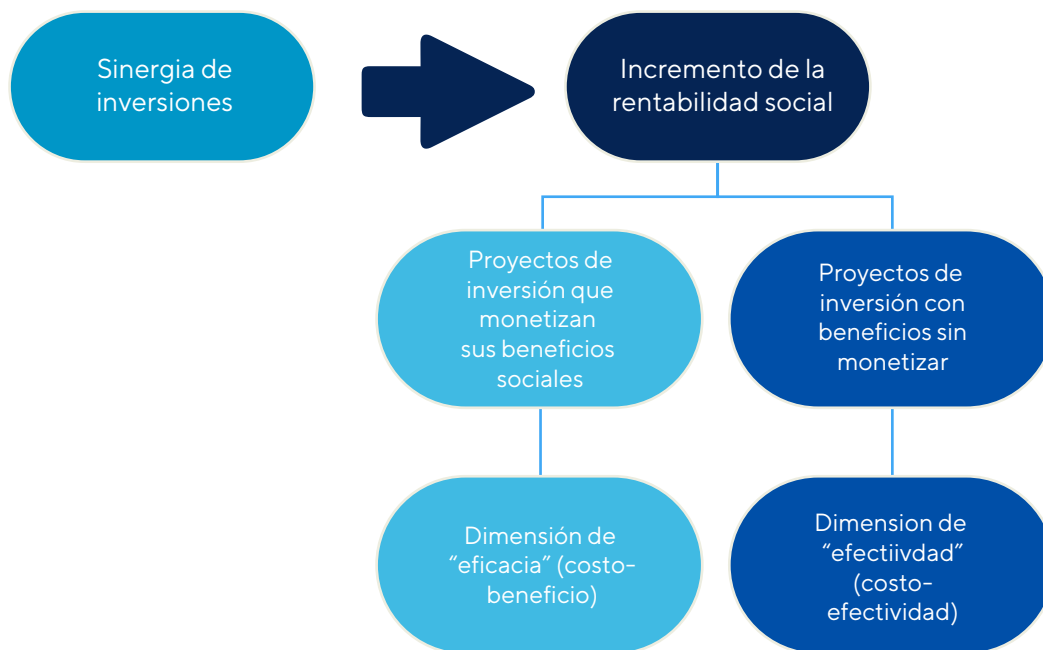 Sinergia de
inversiones
Incremento de la
rentabilidad social
Proyectos de
inversión que
monetizan
sus beneficios
sociales
Proyectos de
inversión con
beneficios sin
monetizar
Dimensión de
“eficacia” (costo-
beneficio)
Dimension de
“efectiivdad”
(costo-
efectividad)